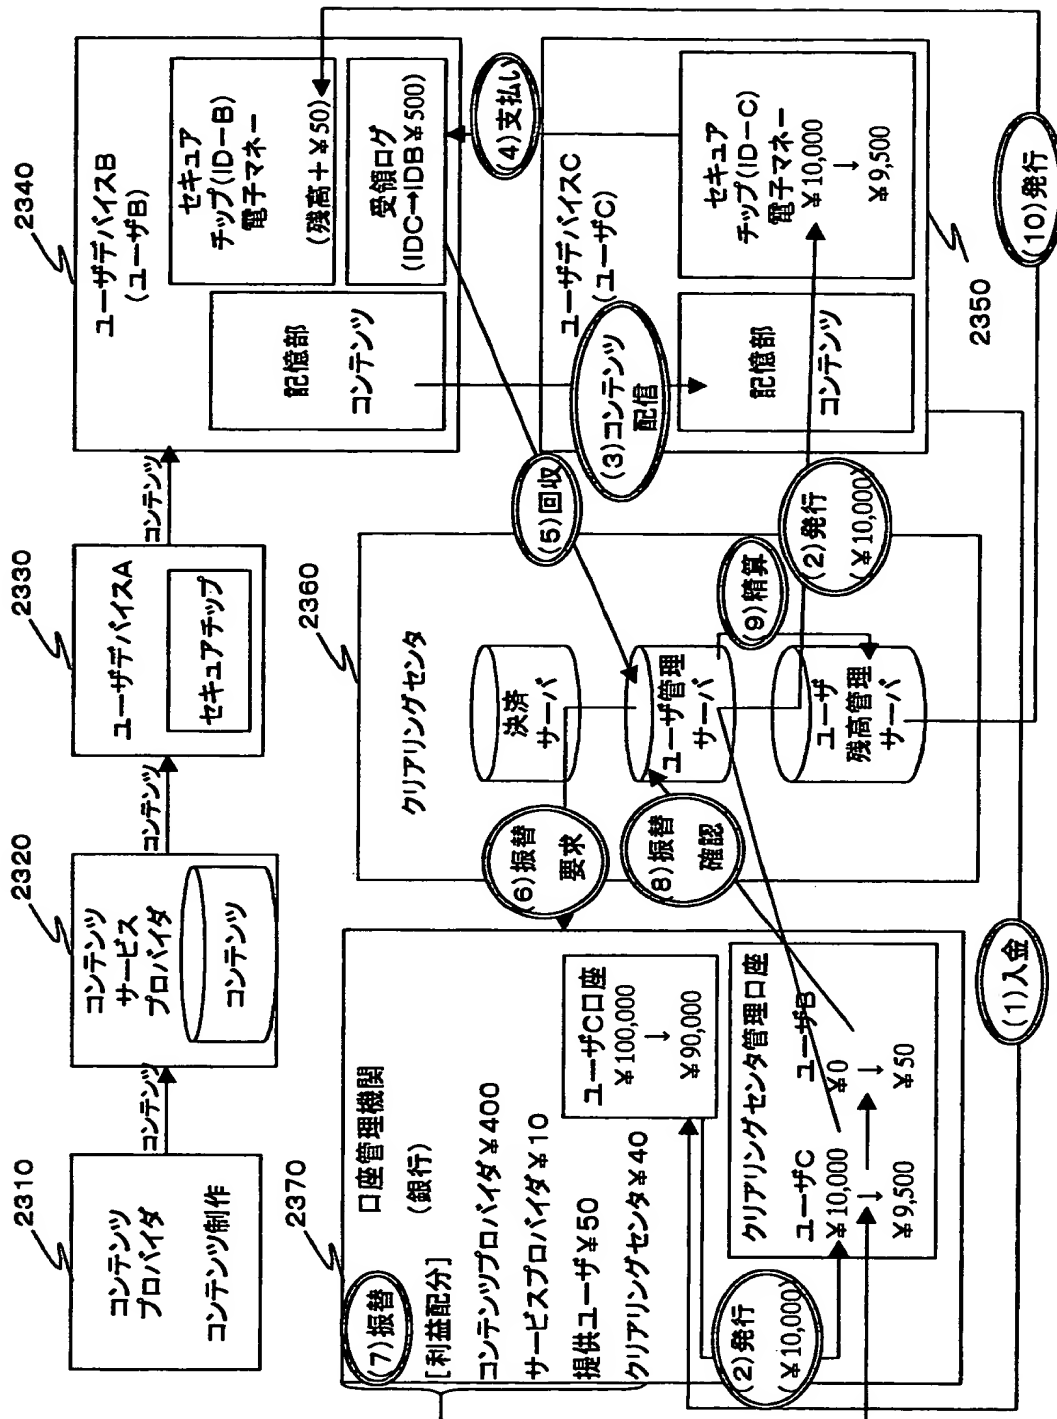 2310
コンテンツ
プロバイダ
コンテンツ制作
コンテンツ
2320
コンテンツ
サービス
プロバイダ
コンテンツ
コンテンツ
2330
ユーザデバイスA
セキュアチップ
コンテンツ
2340
ユーザデバイスB
(ユーザB)
セキュア
チップ(ID-B)
電子マネー
(残高+¥50)
受領ログ
(IDC→IDB¥500)
記憶部
コンテンツ
(4)支払い
(3)コンテンツ
配信
ユーザデバイスC
(ユーザC)
セキュア
チップ(ID-C)
電子マネー
¥10,000
↓
¥9,500
記憶部
コンテンツ
2350
(5)回収
2360
クリアリングセンタ
決済
サーバ
ユーザ管理
サーバ
ユーザ
残高管理
サーバ
(9)精算
(2)発行
(¥10,000)
(6)振替
要求
(8)振替
確認
2370
口座管理機関
(銀行)
(7)振替
[利益配分]
コンテンツプロバイダ¥400
サービスプロバイダ¥10
提供ユーザ¥50
クリアリングセンタ¥40
ユーザC口座
¥100,000
↓
¥90,000
クリアリングセンタ管理口座
ユーザC
¥10,000
↓
¥9,500
ユーザB
¥0
↓
¥50
(2)発行
(¥10,000)
(1)入金
(10)発行